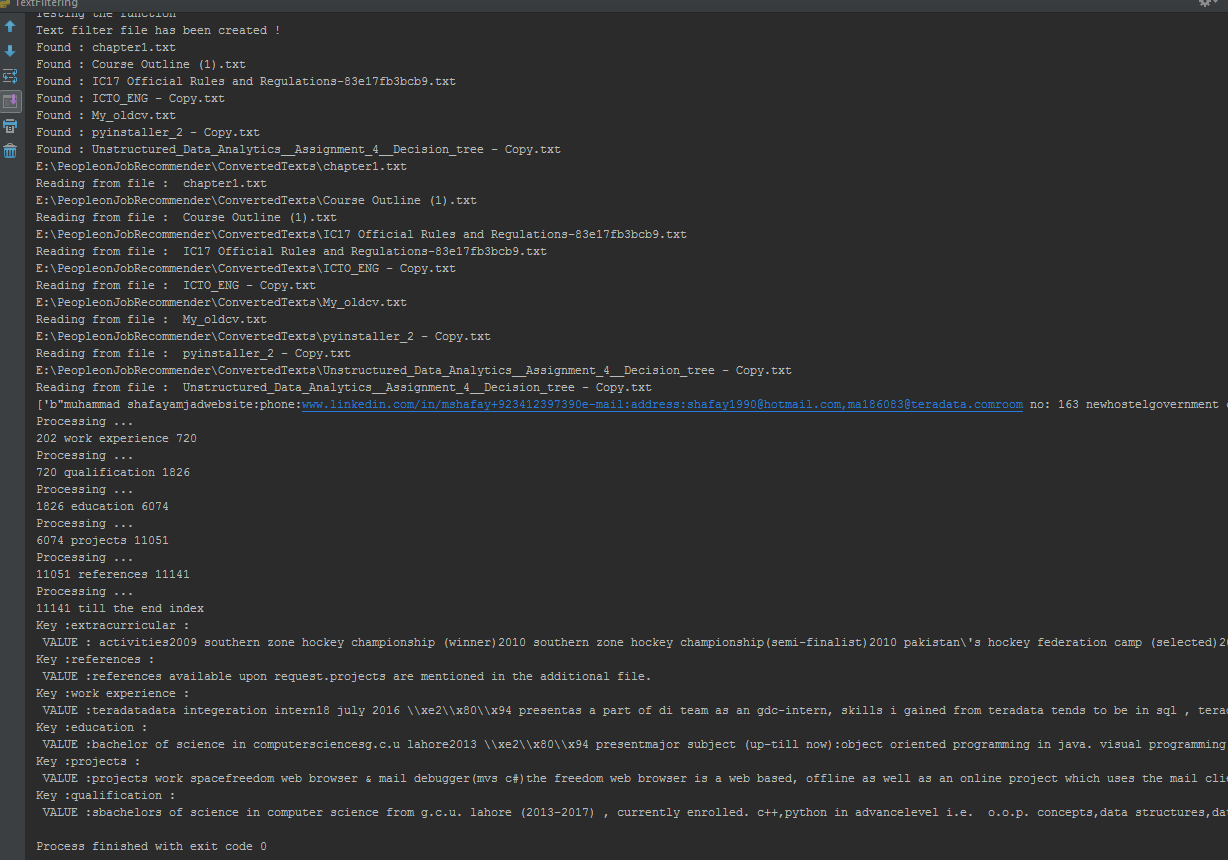 TextFiltering
Testing the function
Text filter file has been created !
Found : chapter1.txt
Found : Course Outline (1).txt
Found : IC17 Official Rules and Regulations-83e17fb3bcb9.txt
Found : ICTO_ENG - Copy.txt
Found : My_oldcv.txt
Found : pyinstaller_2 - Copy.txt
Found : Unstructured_Data_Analytics__Assignment_4__Decision_tree - Copy.txt
E:\PeopleonJobRecommender\ConvertedTexts\chapter1.txt
Reading from file :  chapter1.txt
E:\PeopleonJobRecommender\ConvertedTexts\Course Outline (1).txt
Reading from file :  Course Outline (1).txt
E:\PeopleonJobRecommender\ConvertedTexts\IC17 Official Rules and Regulations-83e17fb3bcb9.txt
Reading from file :  IC17 Official Rules and Regulations-83e17fb3bcb9.txt
E:\PeopleonJobRecommender\ConvertedTexts\ICTO_ENG - Copy.txt
Reading from file :  ICTO_ENG - Copy.txt
E:\PeopleonJobRecommender\ConvertedTexts\My_oldcv.txt
Reading from file :  My_oldcv.txt
E:\PeopleonJobRecommender\ConvertedTexts\pyinstaller_2 - Copy.txt
Reading from file :  pyinstaller_2 - Copy.txt
E:\PeopleonJobRecommender\ConvertedTexts\Unstructured_Data_Analytics__Assignment_4__Decision_tree - Copy.txt
Reading from file :  Unstructured_Data_Analytics__Assignment_4__Decision_tree - Copy.txt
['b"muhammad shafayamjadwebsite:phone:www.linkedin.com/in/mshafay+923412397390e-mail:address:shafay1990@hotmail.com,ma186083@teradata.comroom no: 163 newhostelgovernment
Processing ...
202 work experience 720
Processing ...
720 qualification 1826
Processing ...
1826 education 6074
Processing ...
6074 projects 11051
Processing ...
11051 references 11141
Processing ...
11141 till the end index
Key :extracurricular :
 VALUE : activities2009 southern zone hockey championship (winner)2010 southern zone hockey championship(semi-finalist)2010 pakistan\'s hockey federation camp (selected)2
Key :references :
 VALUE :references available upon request.projects are mentioned in the additional file.
Key :work experience :
 VALUE :teradatadata integeration intern18 july 2016 \\xe2\\x80\\x94 presentas a part of di team as an gdc-intern, skills i gained from teradata tends to be in sql , tera
Key :education :
 VALUE :bachelor of science in computersciencesg.c.u lahore2013 \\xe2\\x80\\x94 presentmajor subject (up-till now):object oriented programming in java. visual programming
Key :projects :
 VALUE :projects work spacefreedom web browser & mail debugger(mvs c#)the freedom web browser is a web based, offline as well as an online project which uses the mail clie
Key :qualification :
 VALUE :sbachelors of science in computer science from g.c.u. lahore (2013-2017) , currently enrolled. c++,python in advancelevel i.e.  o.o.p. concepts,data structures,da
Process finished with exit code 0